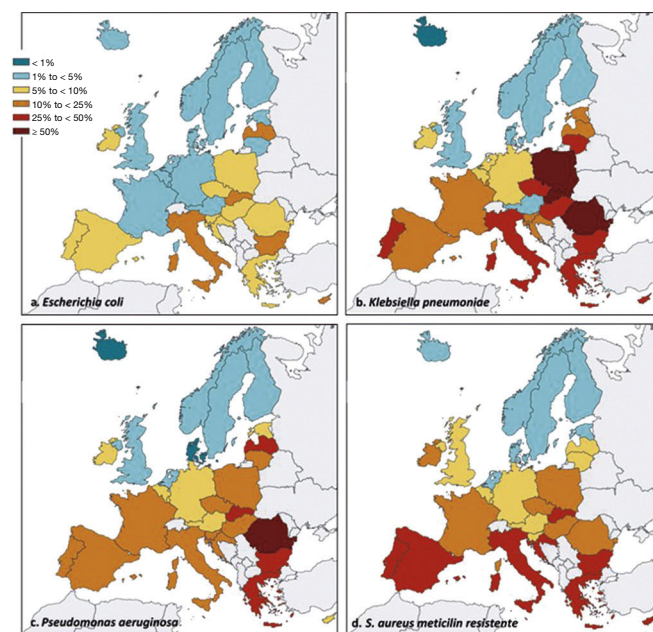 < 1%
1% to < 5%
5% to < 10%
10% to < 25%
25% to < 50%
≥ 50%
a. Escherichia coli
b. Klebsiella pneumoniae
c. Pseudomonas aeruginosa
d. S. aureus meticilin resistente